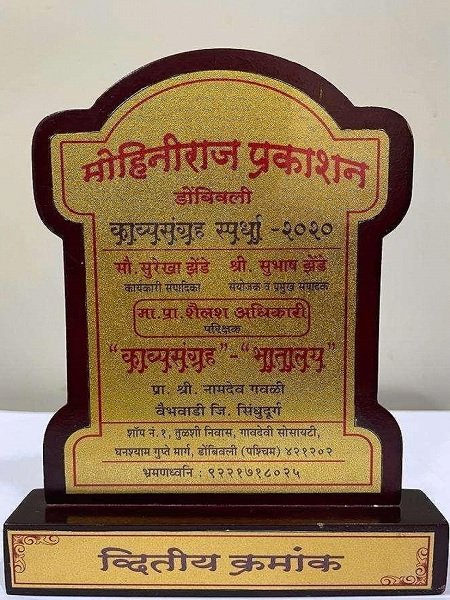 मोहिनीराज प्रकाशन
डोंबिवली
काव्यसंग्रह स्पर्धा -२०२०
सौ. सुरेखा झेंडे श्री. सुभाष झेंडे
कार्यकारी संपादिका संयोजक व प्रमुख संपादक
मा.प्रा.शैलश अधिकारी
परिक्षक
"काव्यसंग्रह"-"भातालय"
प्रा. श्री. नामदेव गवळी
वैभवाडी जि. सिंधुदूर्ग
शॉप नं.१, तुळशी निवास, गावदेवी सोसायटी,
घनश्याम गुप्ते मार्ग, डोंबिवली (पश्चिम) ४२१२०२
भ्रमणध्वनि : ९२२१७१८०२५
व्दितीय क्रमांक